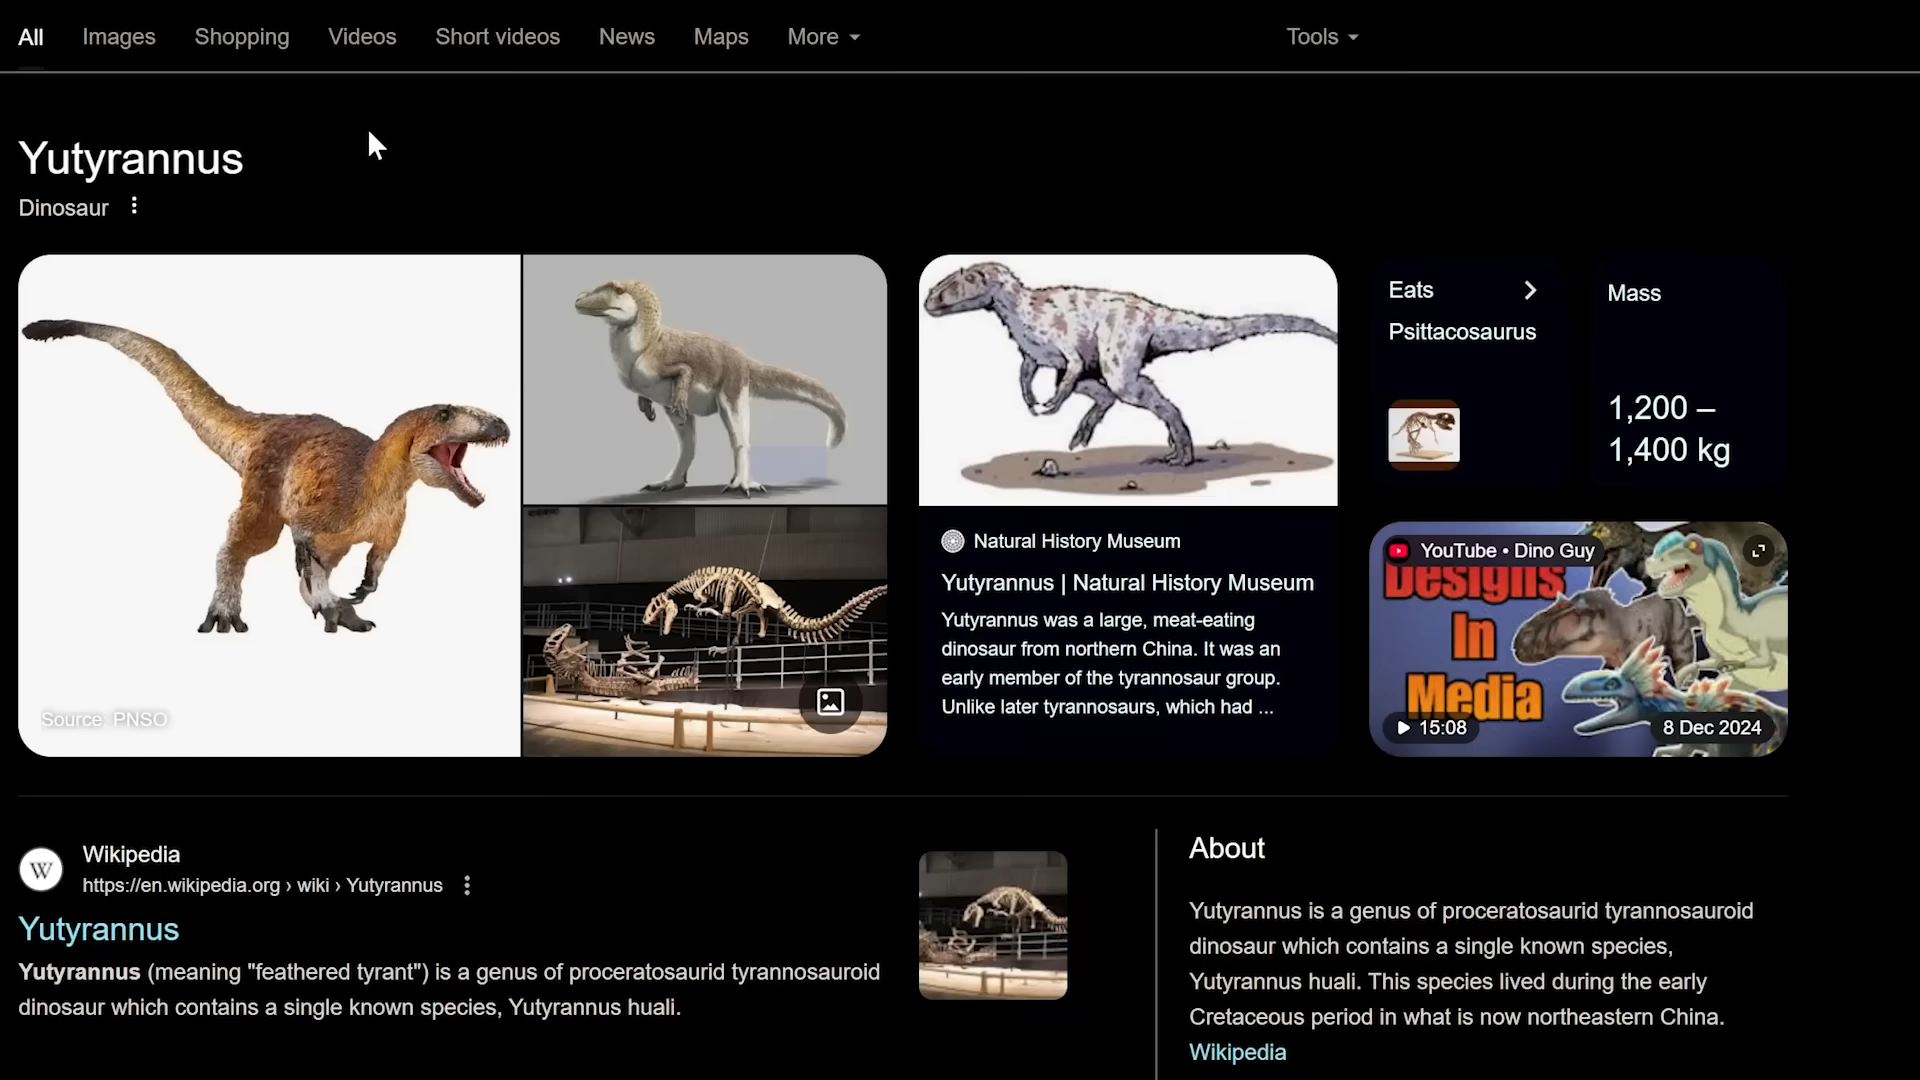 All Images Shopping Videos Short videos News Maps More Tools
Yutyrannus
Dinosaur
Source: PNSO
Natural History Museum
Yutyrannus | Natural History Museum
Yutyrannus was a large, meat-eating
dinosaur from northern China. It was an
early member of the tyrannosaur group.
Unlike later tyrannosaurs, which had ...
Eats
Psittacosaurus
Mass
1,200 –
1,400 kg
YouTube • Dino Guy
Designs
In
Media
15:08
8 Dec 2024
W
Wikipedia
https://en.wikipedia.org › wiki › Yutyrannus
Yutyrannus
Yutyrannus (meaning "feathered tyrant") is a genus of proceratosaurid tyrannosauroid
dinosaur which contains a single known species, Yutyrannus huali.
About
Yutyrannus is a genus of proceratosaurid tyrannosauroid
dinosaur which contains a single known species,
Yutyrannus huali. This species lived during the early
Cretaceous period in what is now northeastern China.
Wikipedia